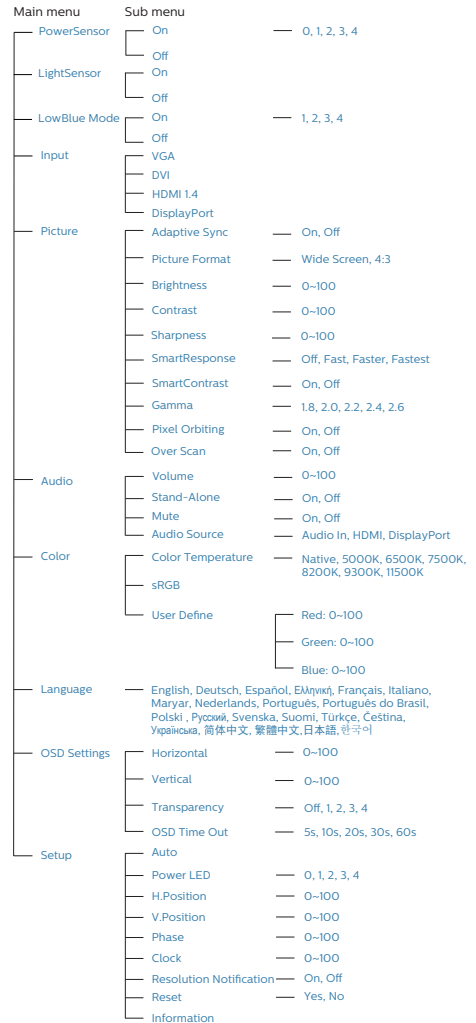 Main menu Sub menu
PowerSensor On 0, 1, 2, 3, 4
Off
LightSensor On
Off
LowBlue Mode On 1, 2, 3, 4
Off
Input VGA
DVI
HDMI 1.4
DisplayPort
Picture Adaptive Sync On, Off
Picture Format Wide Screen, 4:3
Brightness 0~100
Contrast 0~100
Sharpness 0~100
SmartResponse Off, Fast, Faster, Fastest
SmartContrast On, Off
Gamma 1.8, 2.0, 2.2, 2.4, 2.6
Pixel Orbiting On, Off
Over Scan On, Off
Audio Volume 0~100
Stand-Alone On, Off
Mute On, Off
Audio Source Audio In, HDMI, DisplayPort
Color Color Temperature Native, 5000K, 6500K, 7500K,
8200K, 9300K, 11500K
sRGB
User Define Red: 0~100
Green: 0~100
Blue: 0~100
Language English, Deutsch, Español, Ελληνική, Français, Italiano,
Maryar, Nederlands, Português, Português do Brasil,
Polski , Русский, Svenska, Suomi, Türkçe, Čeština,
Українська, 简体中文, 繁體中文,日本語,한국어
OSD Settings Horizontal 0~100
Vertical 0~100
Transparency Off, 1, 2, 3, 4
OSD Time Out 5s, 10s, 20s, 30s, 60s
Setup Auto
Power LED 0, 1, 2, 3, 4
H.Position 0~100
V.Position 0~100
Phase 0~100
Clock 0~100
Resolution Notification On, Off
Reset Yes, No
Information